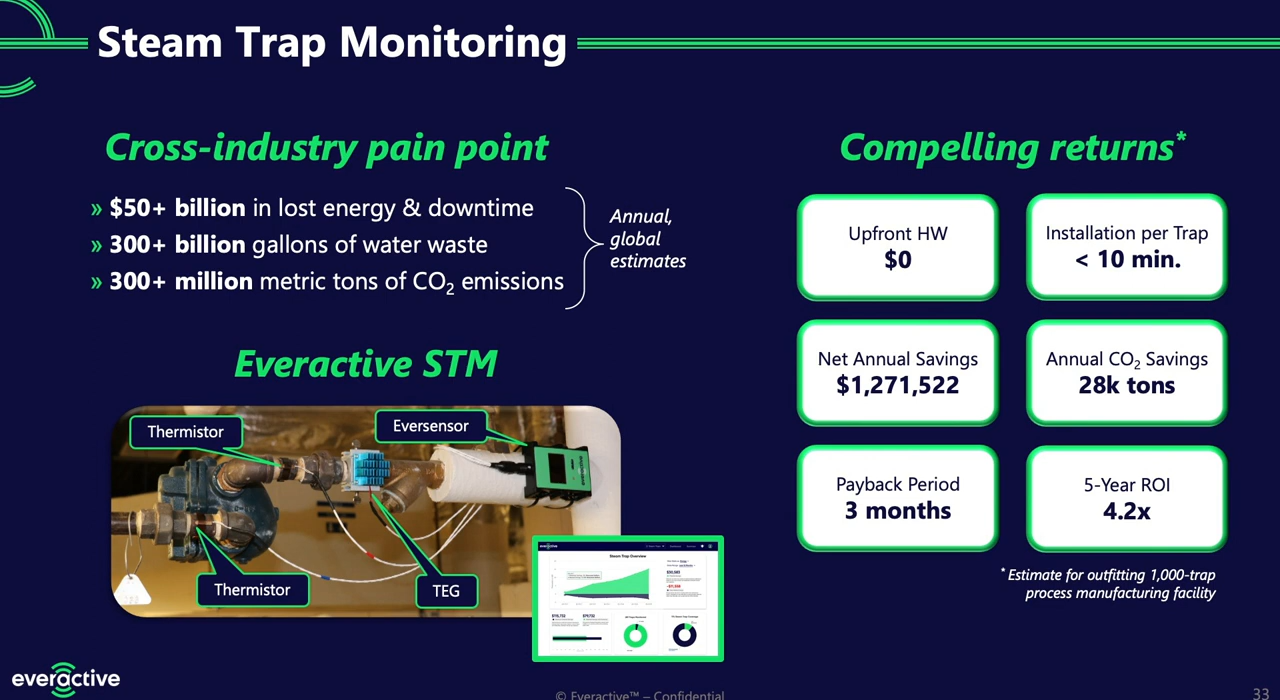 Steam Trap Monitoring
Cross-industry pain point
» $50+ billion in lost energy & downtime
» 300+ billion gallons of water waste
» 300+ million metric tons of CO₂ emissions
Annual,
global
estimates
Everactive STM
Thermistor
Eversensor
Thermistor
TEG
Steam Trap Overview
Compelling returns*
Upfront HW
$0
Installation per Trap
< 10 min.
Net Annual Savings
$1,271,522
Annual CO₂ Savings
28k tons
Payback Period
3 months
5-Year ROI
4.2x
* Estimate for outfitting 1,000-trap
process manufacturing facility
everactive
© Everactive™ – Confidential
33